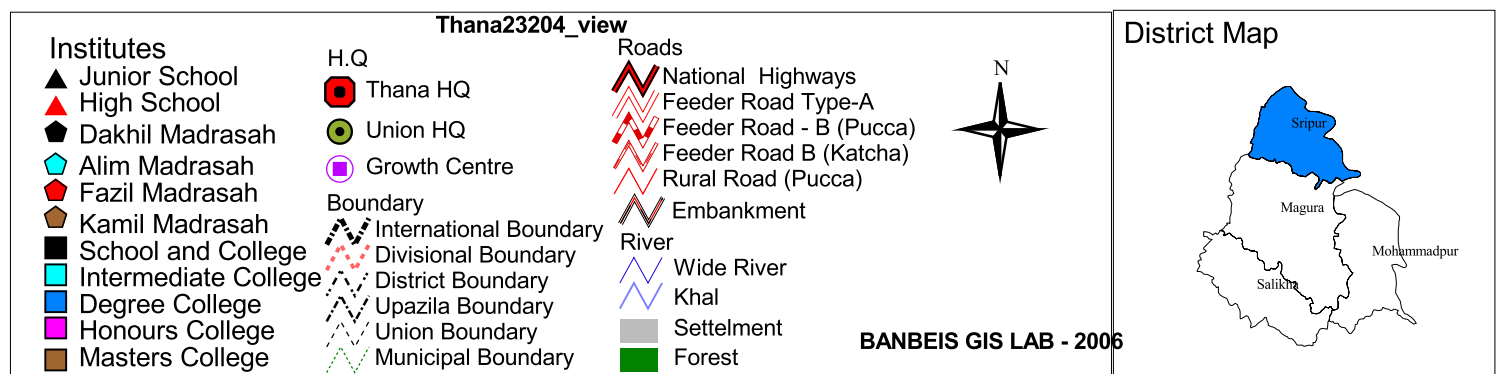 Thana23204_view
Institutes
Junior School
High School
Dakhil Madrasah
Alim Madrasah
Fazil Madrasah
Kamil Madrasah
School and College
Intermediate College
Degree College
Honours College
Masters College
H.Q
Thana HQ
Union HQ
Growth Centre
Boundary
International Boundary
Divisional Boundary
District Boundary
Upazila Boundary
Union Boundary
Municipal Boundary
Roads
National Highways
Feeder Road Type-A
Feeder Road - B (Pucca)
Feeder Road B (Katcha)
Rural Road (Pucca)
Embankment
River
Wide River
Khal
Settelment
Forest
N
BANBEIS GIS LAB - 2006
District Map
Sripur
Magura
Mohammadpur
Salikha